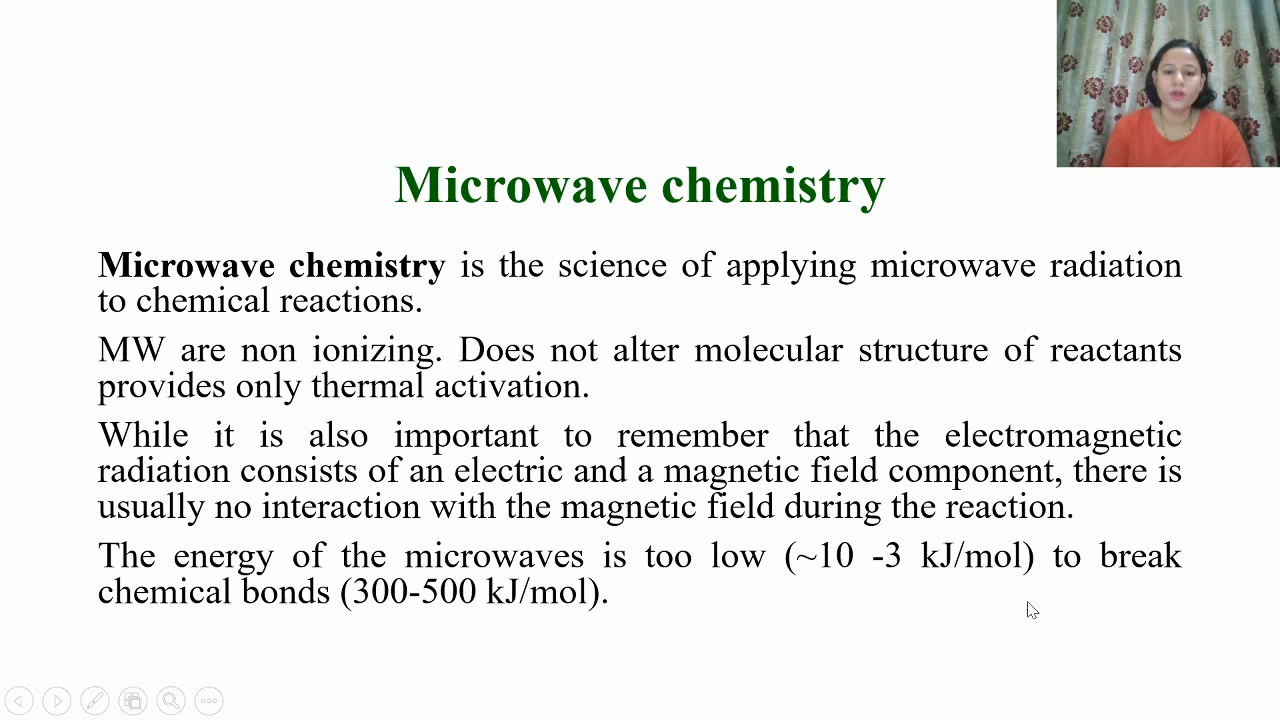 Microwave chemistry
Microwave chemistry is the science of applying microwave radiation
to chemical reactions.
MW are non ionizing. Does not alter molecular structure of reactants
provides only thermal activation.
While it is also important to remember that the electromagnetic
radiation consists of an electric and a magnetic field component, there is
usually no interaction with the magnetic field during the reaction.
The energy of the microwaves is too low (~10 -3 kJ/mol) to break
chemical bonds (300-500 kJ/mol).